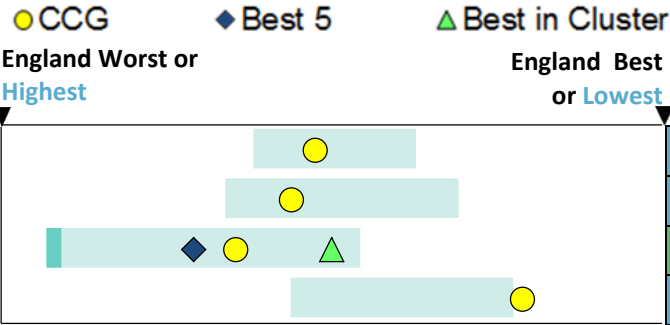 CCG Best 5 Best in Cluster
England Worst or
Highest
England Best
or Lowest